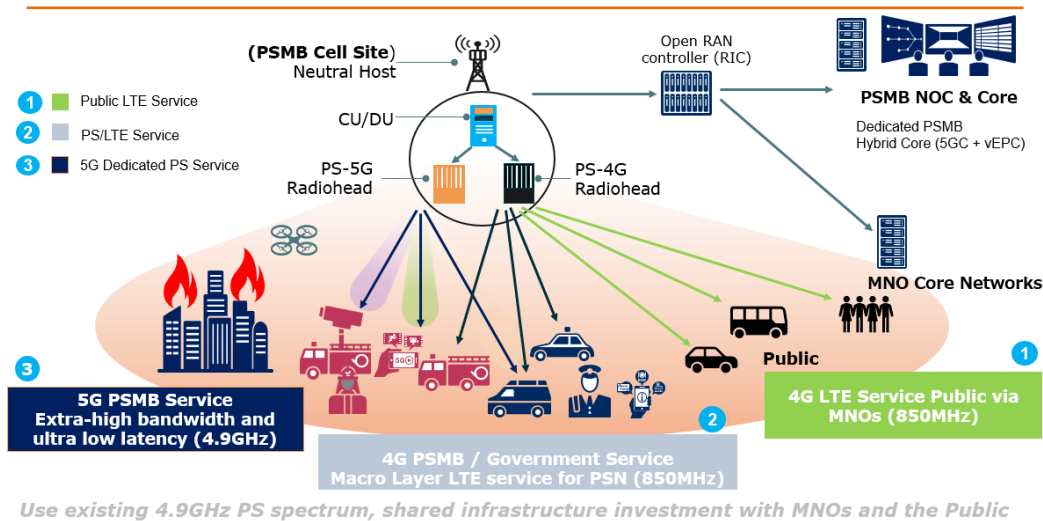 (PSMB Cell Site)
Neutral Host
Open RAN
controller (RIC)
PSMB NOC & Core
Dedicated PSMB
Hybrid Core (5GC + vEPC)
1 Public LTE Service
2 PS/LTE Service
3 5G Dedicated PS Service
CU/DU
PS-5G
Radiohead
PS-4G
Radiohead
MNO Core Networks
Public
5G
3
5G PSMB Service
Extra-high bandwidth and
ultra low latency (4.9GHz)
2
4G PSMB / Government Service
Macro Layer LTE service for PSN (850MHz)
1
4G LTE Service Public via
MNOs (850MHz)
Use existing 4.9GHz PS spectrum, shared infrastructure investment with MNOs and the Public